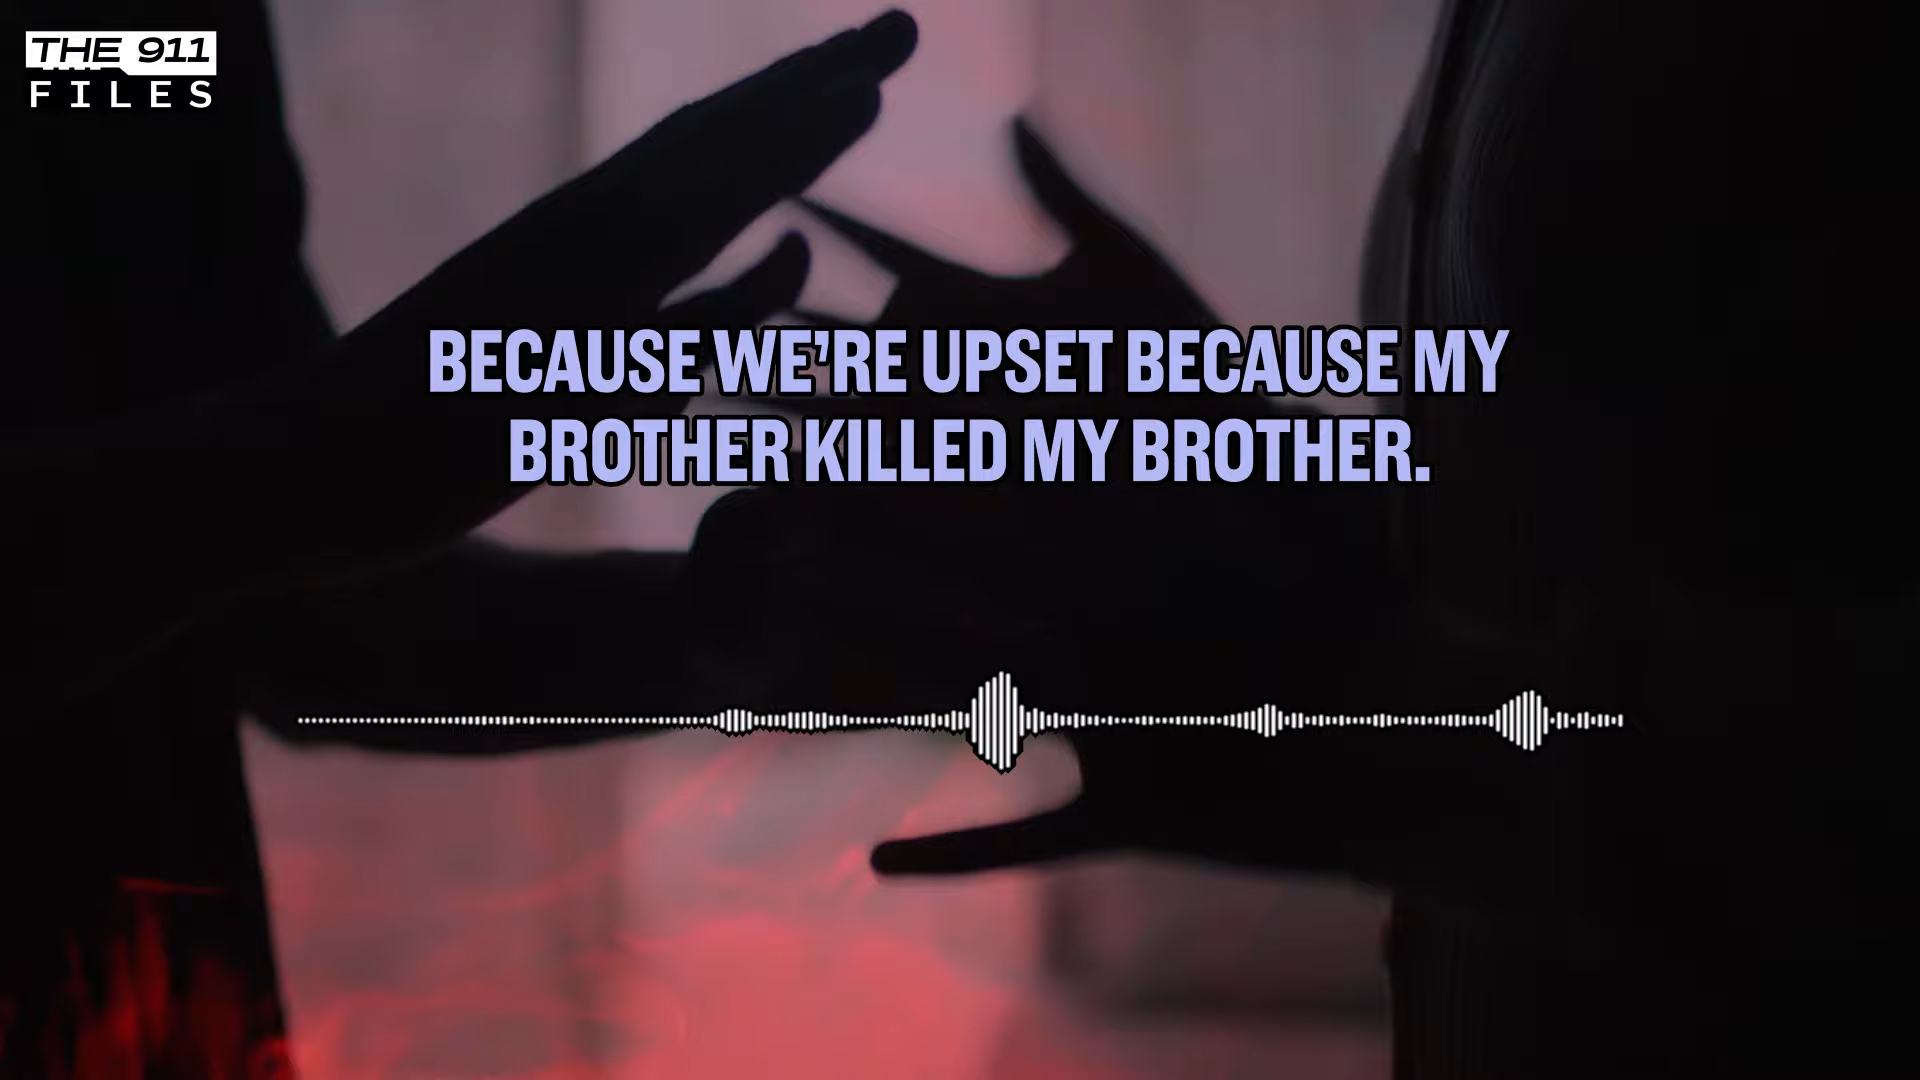 THE 911
FILES
BECAUSE WE’RE UPSET BECAUSE MY
BROTHER KILLED MY BROTHER.